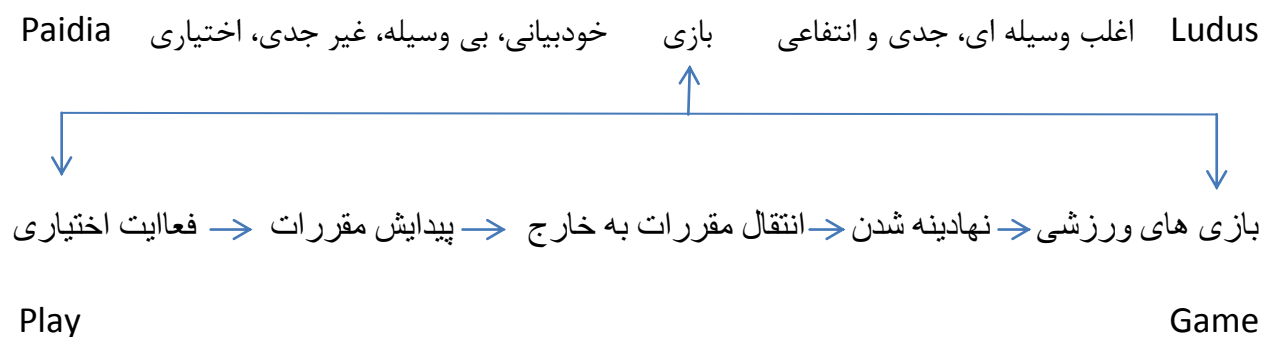 Ludus اغلب وسیله ای، جدی و انتفاعی بازی خودبیانی، بی وسیله، غیر جدی، اختیاری Paidia
بازی های ورزشی → نهادینه شدن → انتقال مقررات به خارج → پیدایش مقررات → فعاایت اختیاری
Play Game